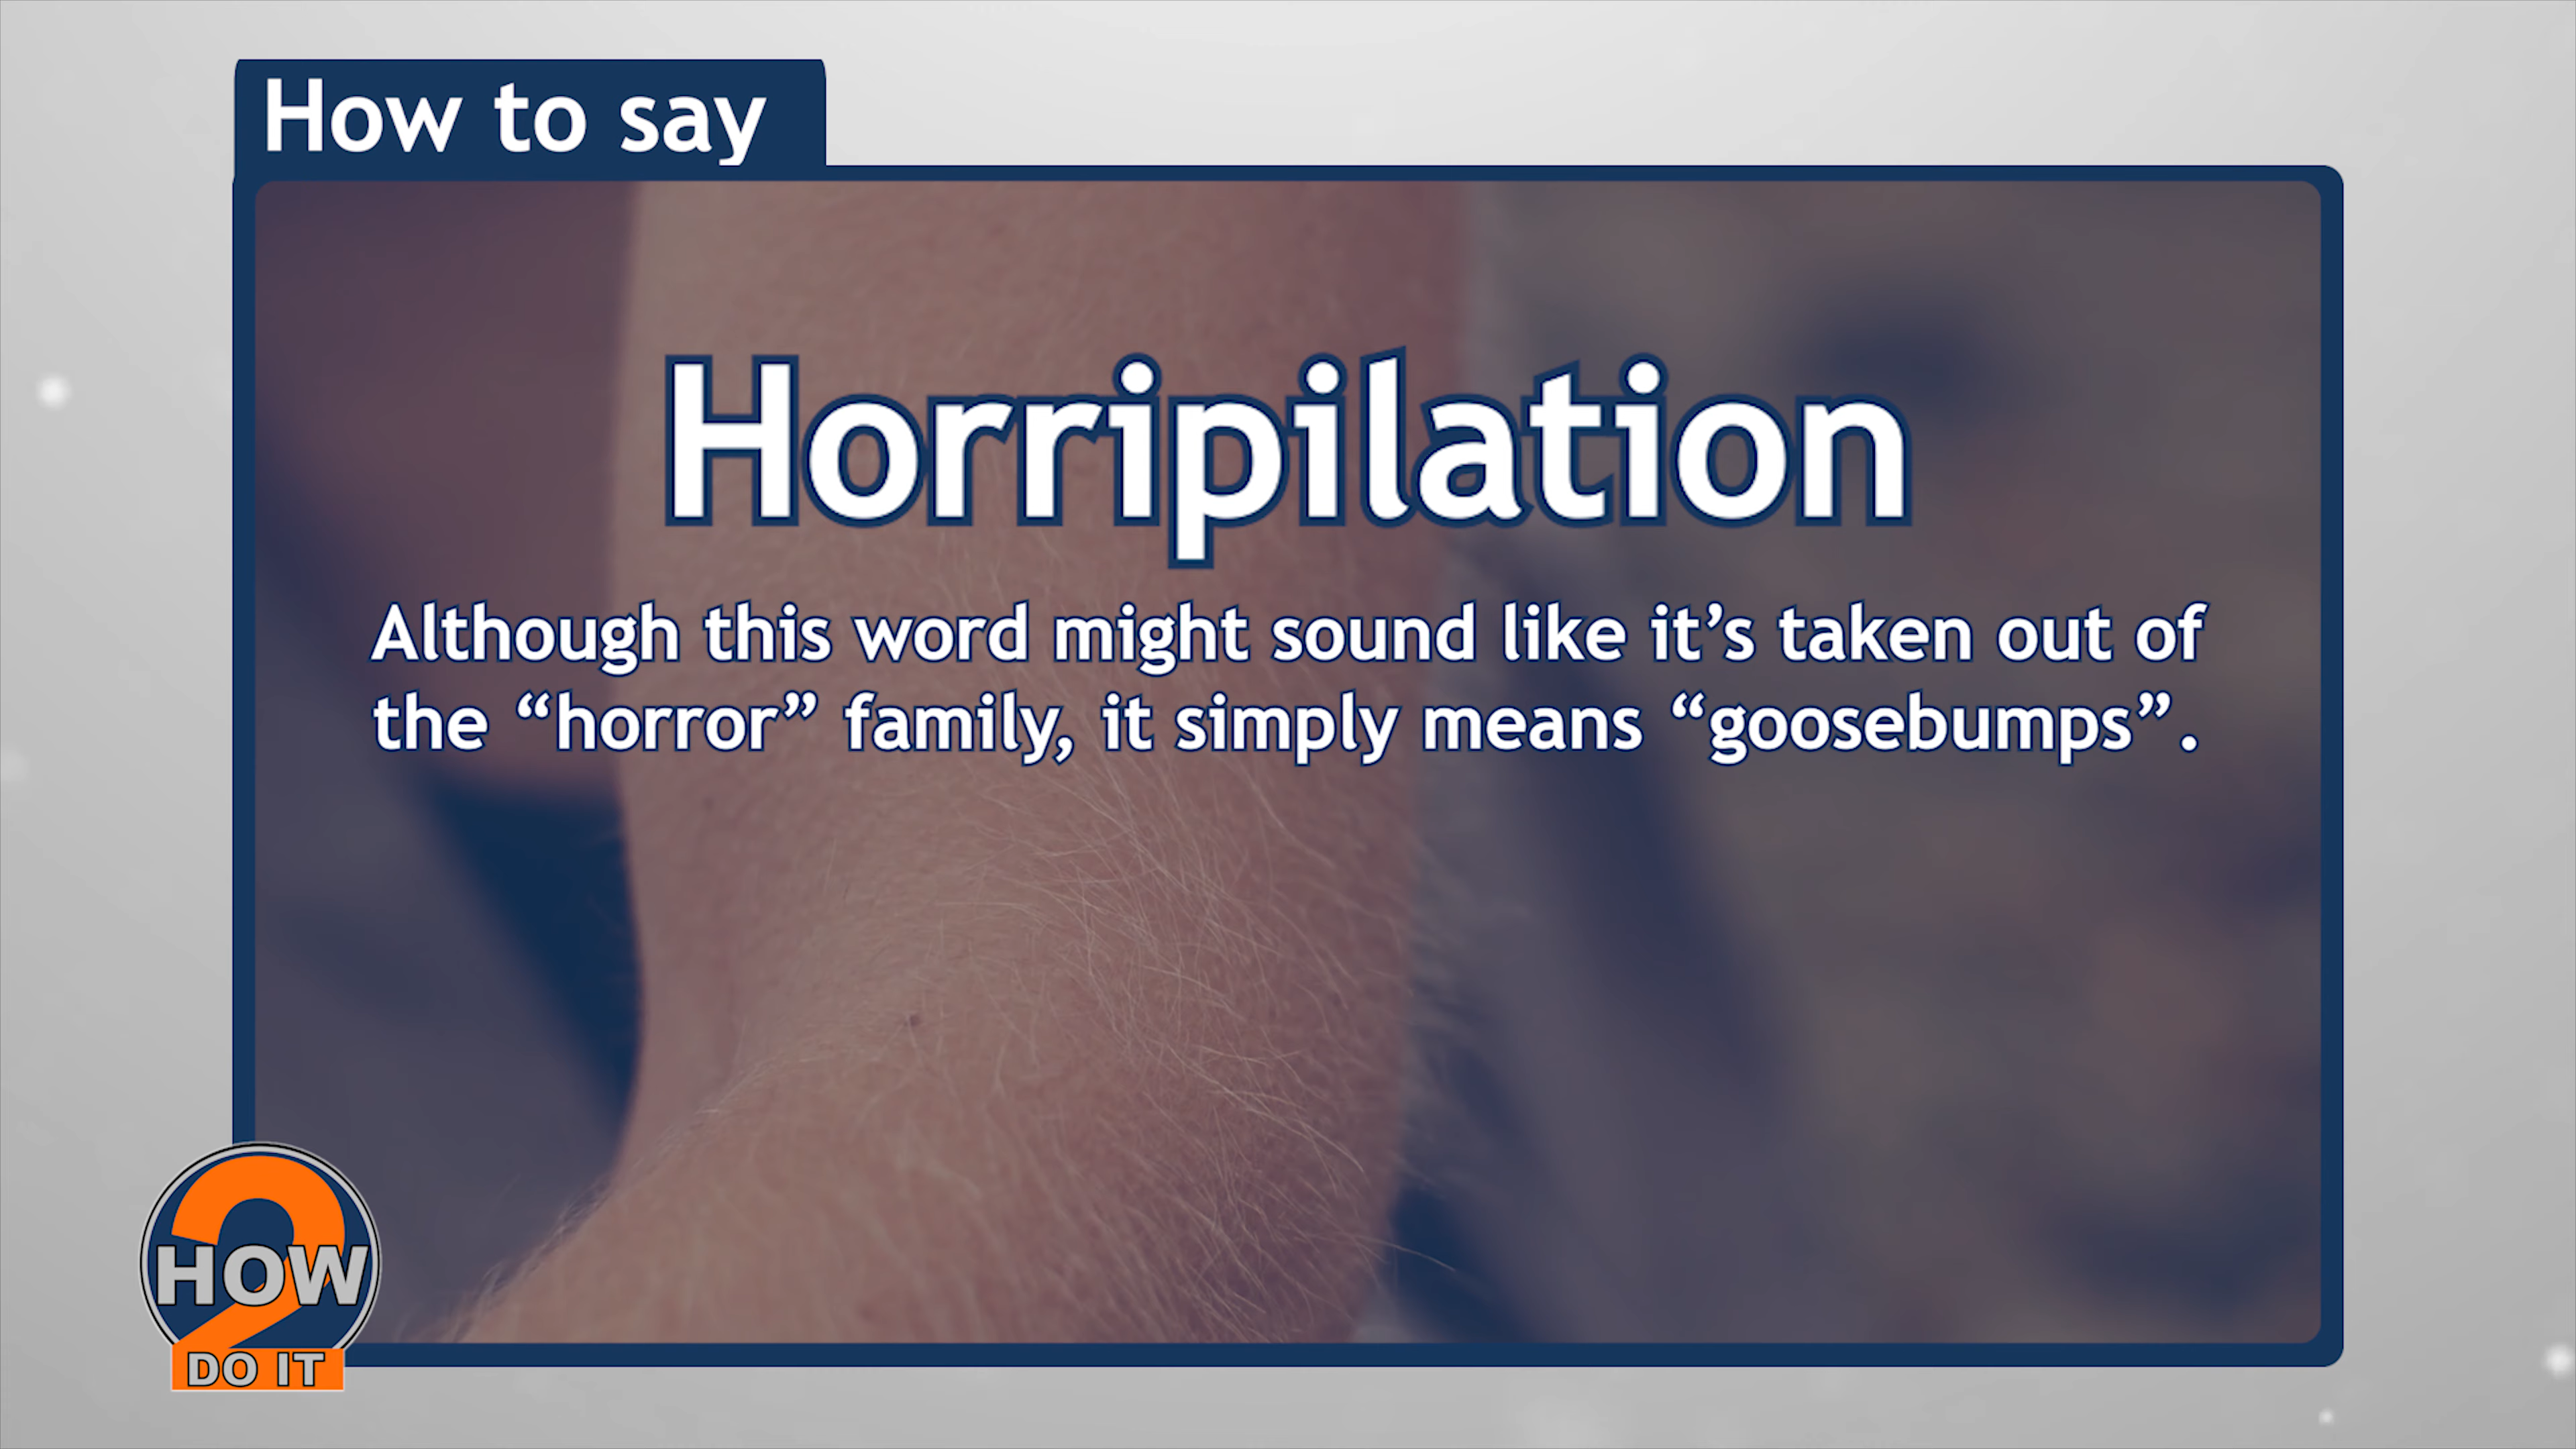 How to say
Horripilation
Although this word might sound like it’s taken out of
the “horror” family, it simply means “goosebumps”.
2
HOW
DO IT